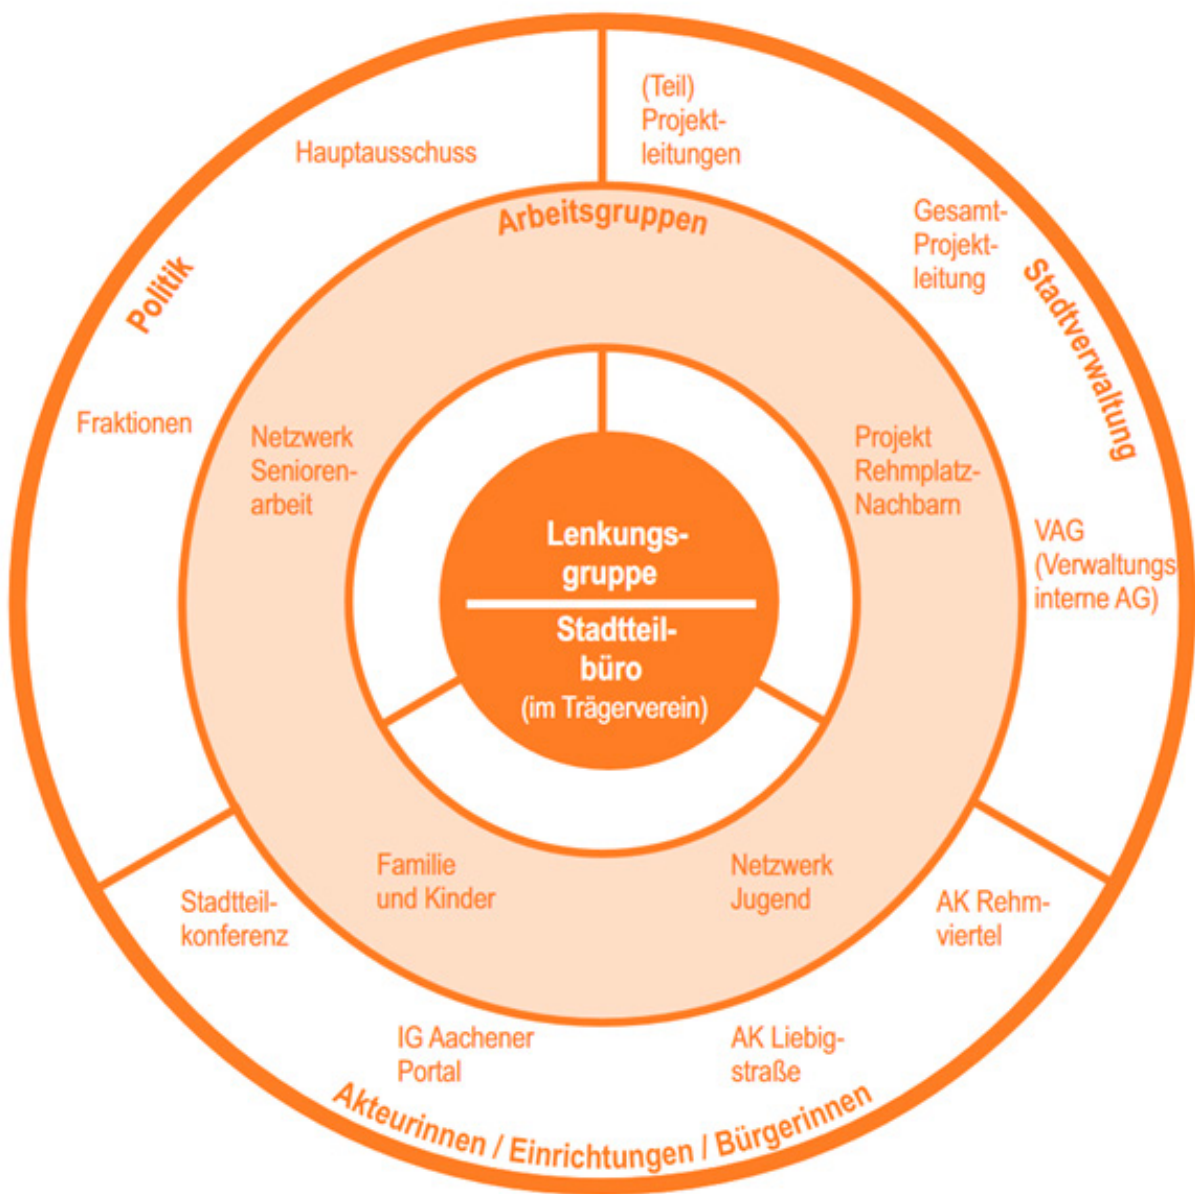 (Teil)
Projekt-
leitungen
Hauptausschuss
Arbeitsgruppen
Gesamt-
Projekt-
leitung
Politik
Stadtverwaltung
Fraktionen
Netzwerk
Senioren-
arbeit
Projekt
Rehmplatz-
Nachbarn
VAG
(Verwaltungs
interne AG)
Lenkungs-
gruppe
Stadtteil-
büro
(im Trägerverein)
Familie
und Kinder
Netzwerk
Jugend
Stadtteil-
konferenz
AK Rehm-
viertel
IG Aachener
Portal
AK Liebig-
straße
Akteurinnen / Einrichtungen / Bürgerinnen